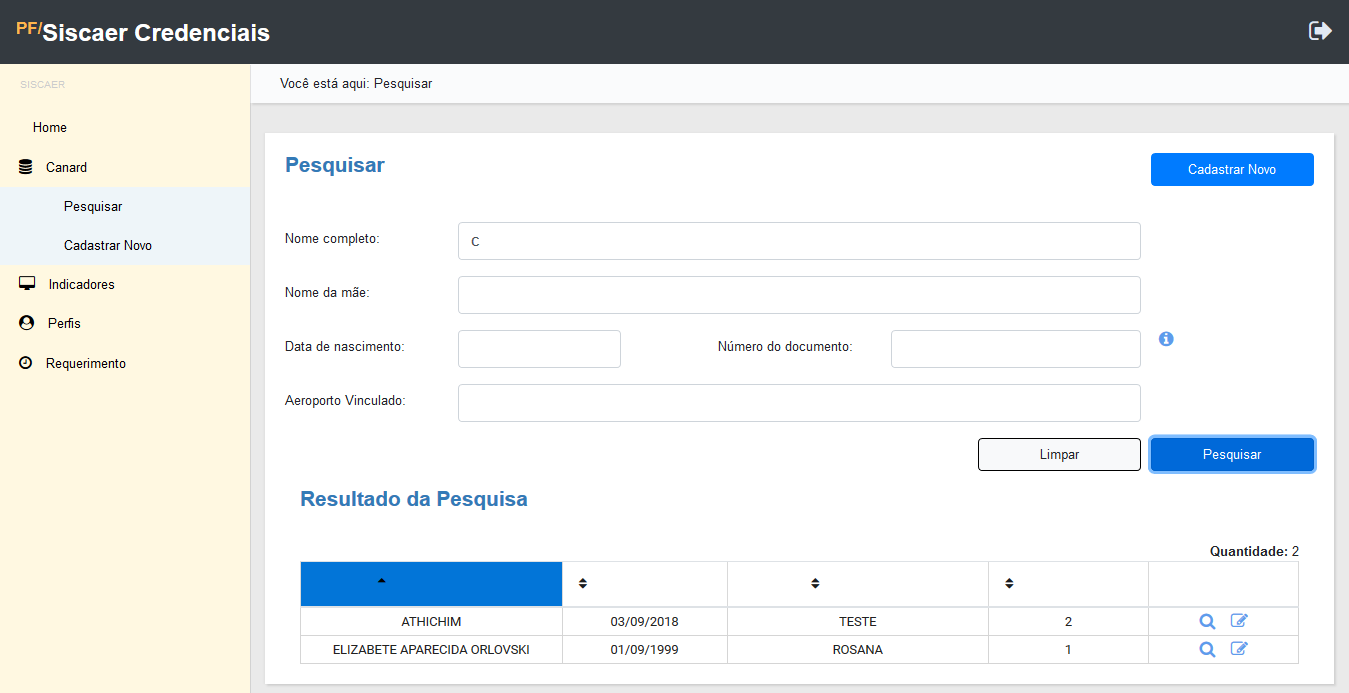 PF/Siscaer Credenciais
SISCAER
Você está aqui: Pesquisar
Home
Canard
Pesquisar
Cadastrar Novo
Indicadores
Perfis
Requerimento
Pesquisar
Cadastrar Novo
Nome completo: C
Nome da mãe:
Data de nascimento: Número do documento:
Aeroporto Vinculado:
Limpar Pesquisar
Resultado da Pesquisa
Quantidade: 2
ATHICHIM 03/09/2018 TESTE 2
ELIZABETE APARECIDA ORLOVSKI 01/09/1999 ROSANA 1